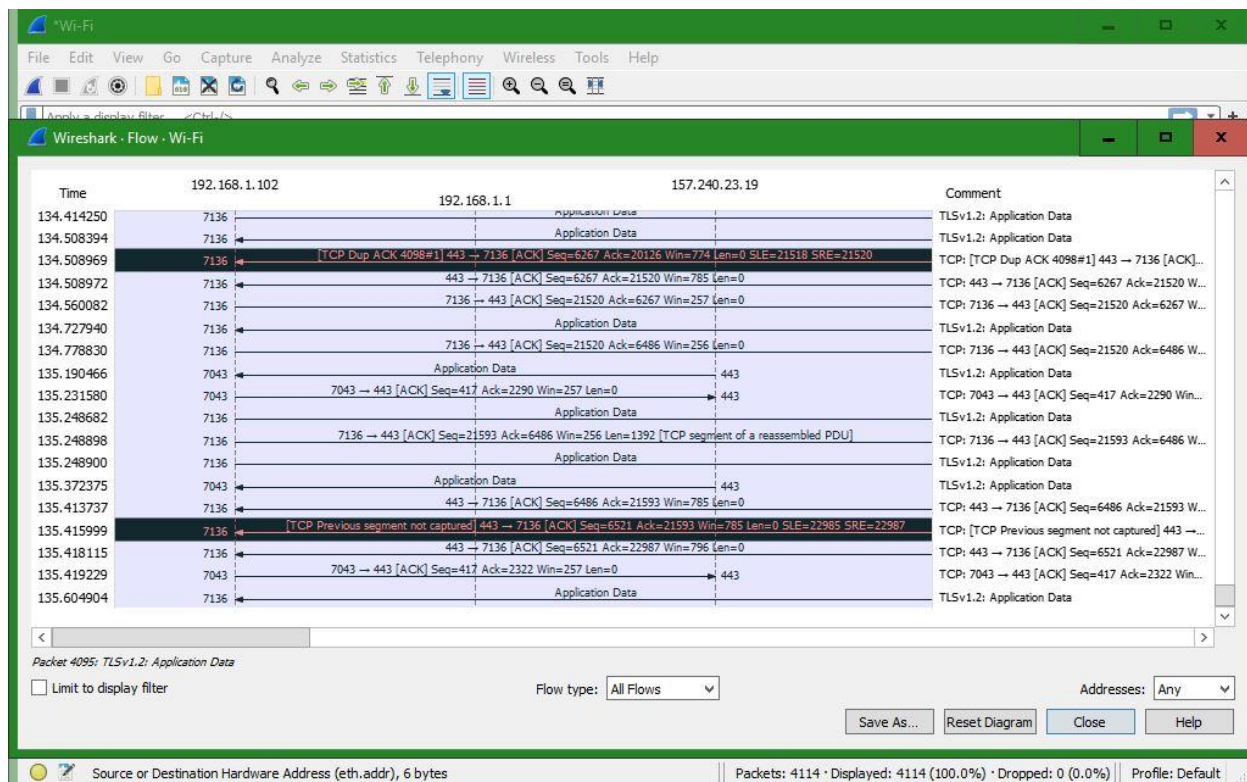 *Wi-Fi
File Edit View Go Capture Analyze Statistics Telephony Wireless Tools Help
Apply a display filter ... <Ctrl-/>
Wireshark · Flow · Wi-Fi
192.168.1.102 157.240.23.19
Time 192.168.1.1 Comment
134.414250 7136 Application Data TLSv1.2: Application Data
134.508394 7136 Application Data TLSv1.2: Application Data
134.508969 7136 [TCP Dup ACK 4098#1] 443 → 7136 [ACK] Seq=6267 Ack=20126 Win=774 Len=0 SLE=21518 SRE=21520 TCP: [TCP Dup ACK 4098#1] 443 → 7136 [ACK]...
134.508972 7136 443 → 7136 [ACK] Seq=6267 Ack=21520 Win=785 Len=0 TCP: 443 → 7136 [ACK] Seq=6267 Ack=21520 W...
134.560082 7136 7136 → 443 [ACK] Seq=21520 Ack=6267 Win=257 Len=0 TCP: 7136 → 443 [ACK] Seq=21520 Ack=6267 W...
134.727940 7136 Application Data TLSv1.2: Application Data
134.778830 7136 7136 → 443 [ACK] Seq=21520 Ack=6486 Win=256 Len=0 TCP: 7136 → 443 [ACK] Seq=21520 Ack=6486 W...
135.190466 7043 Application Data 443 TLSv1.2: Application Data
135.231580 7043 7043 → 443 [ACK] Seq=417 Ack=2290 Win=257 Len=0 443 TCP: 7043 → 443 [ACK] Seq=417 Ack=2290 Win...
135.248682 7136 Application Data TLSv1.2: Application Data
135.248898 7136 7136 → 443 [ACK] Seq=21593 Ack=6486 Win=256 Len=1392 [TCP segment of a reassembled PDU] TCP: 7136 → 443 [ACK] Seq=21593 Ack=6486 W...
135.248900 7136 Application Data TLSv1.2: Application Data
135.372375 7043 Application Data 443 TLSv1.2: Application Data
135.413737 7136 443 → 7136 [ACK] Seq=6486 Ack=21593 Win=785 Len=0 TCP: 443 → 7136 [ACK] Seq=6486 Ack=21593 W...
135.415999 7136 [TCP Previous segment not captured] 443 → 7136 [ACK] Seq=6521 Ack=21593 Win=785 Len=0 SLE=22985 SRE=22987 TCP: [TCP Previous segment not captured] 443 →...
135.418115 7136 443 → 7136 [ACK] Seq=6521 Ack=22987 Win=796 Len=0 TCP: 443 → 7136 [ACK] Seq=6521 Ack=22987 W...
135.419229 7043 7043 → 443 [ACK] Seq=417 Ack=2322 Win=257 Len=0 443 TCP: 7043 → 443 [ACK] Seq=417 Ack=2322 Win...
135.604904 7136 Application Data TLSv1.2: Application Data
Packet 4095: TLSv1.2: Application Data
Limit to display filter Flow type: All Flows Addresses: Any
Save As... Reset Diagram Close Help
Source or Destination Hardware Address (eth.addr), 6 bytes Packets: 4114 · Displayed: 4114 (100.0%) · Dropped: 0 (0.0%) Profile: Default